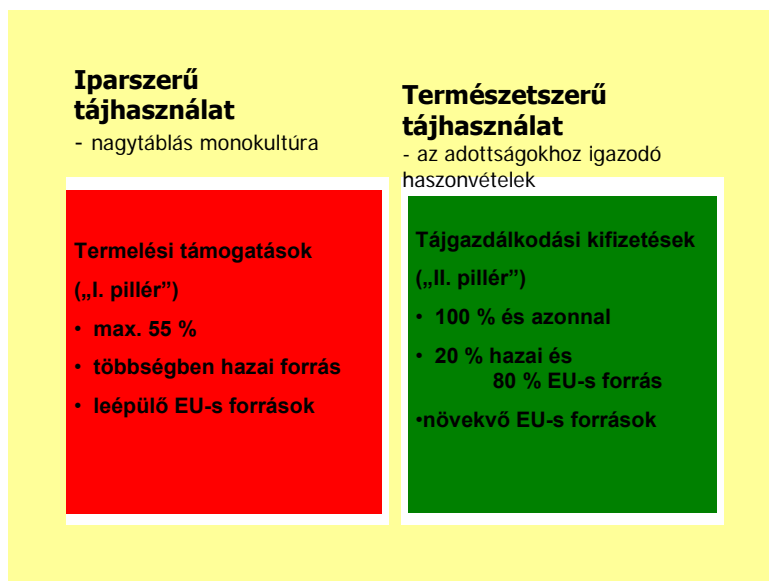 Iparszerű
tájhasználat
- nagytáblás monokultúra
Termelési támogatások
(„I. pillér”)
• max. 55 %
• többségben hazai forrás
• leépülő EU-s források
Természetszerű
tájhasználat
- az adottságokhoz igazodó
haszonvételek
Tájgazdálkodási kifizetések
(„II. pillér”)
• 100 % és azonnal
• 20 % hazai és
80 % EU-s forrás
•növekvő EU-s források